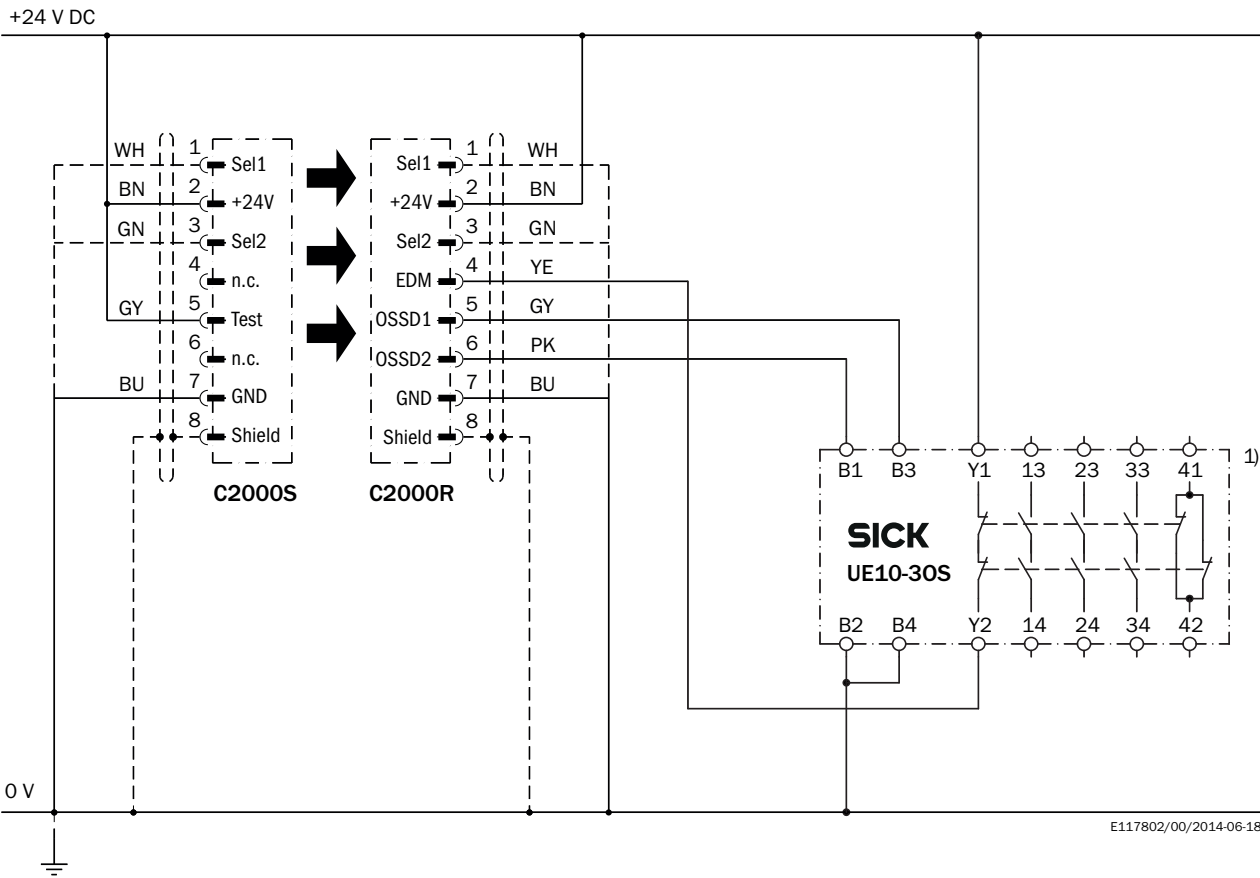 +24 V DC
WH 1 Sel1
BN 2 +24V
GN 3 Sel2
4 n.c.
GY 5 Test
6 n.c.
BU 7 GND
8 Shield
C2000S
Sel1 1 WH
+24V 2 BN
Sel2 3 GN
EDM 4 YE
OSSD1 5 GY
OSSD2 6 PK
GND 7 BU
Shield 8
C2000R
B1 B3 Y1 13 23 33 41 1)
SICK
UE10-30S
B2 B4 Y2 14 24 34 42
0 V
E117802/00/2014-06-18